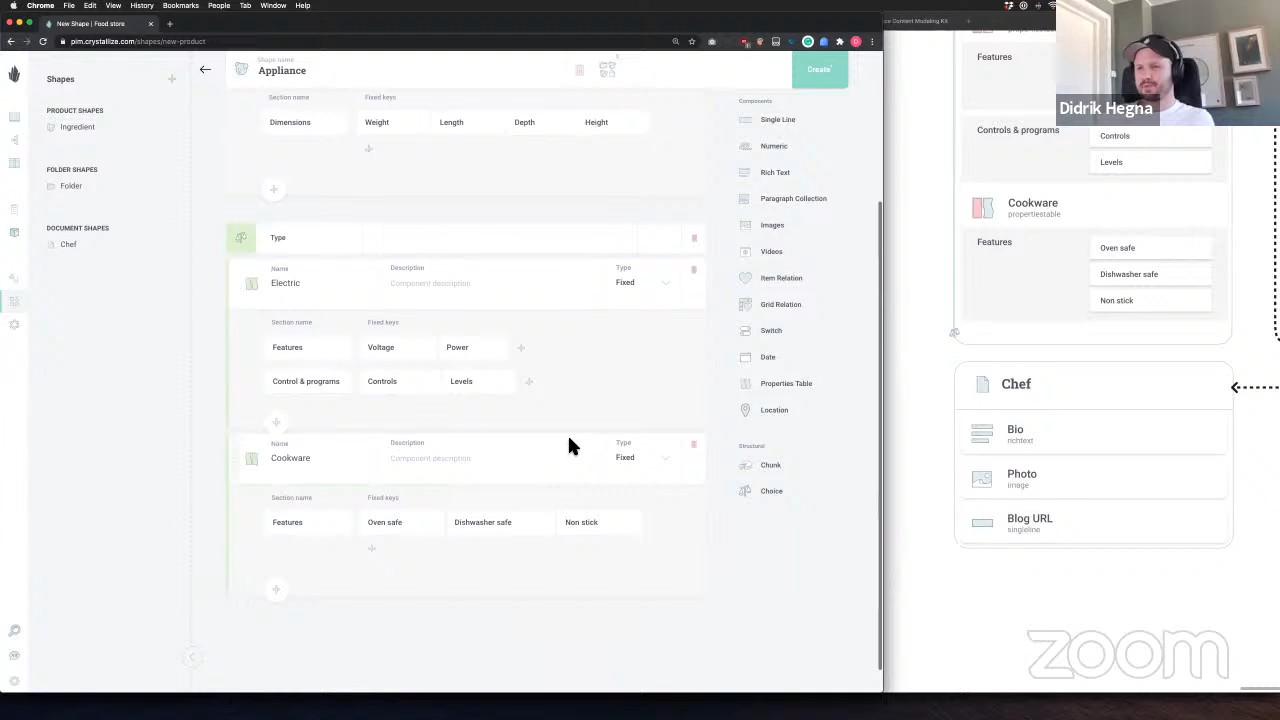 Chrome File Edit View History Bookmarks People Tab Window Help
New Shape | Food store
ce Content Modeling Kit
pim.crystallize.com/shapes/new-product
Shapes
PRODUCT SHAPES
Ingredient
FOLDER SHAPES
Folder
DOCUMENT SHAPES
Chef
Shape name
Appliance
Create
Section name Fixed keys
Dimensions Weight Length Depth Height
Type
Name Description Type
Electric Component description Fixed
Section name Fixed keys
Features Voltage Power
Control & programs Controls Levels
Name Description Type
Cookware Component description Fixed
Section name Fixed keys
Features Oven safe Dishwasher safe Non stick
Components
Single Line
Numeric
Rich Text
Paragraph Collection
Images
Videos
Item Relation
Grid Relation
Switch
Date
Properties Table
Location
Structural
Chunk
Choice
propertiestable
Features
Controls & programs
Controls
Levels
Cookware
propertiestable
Features
Oven safe
Dishwasher safe
Non stick
Chef
Bio
richtext
Photo
image
Blog URL
singleline
Didrik Hegna
zoom